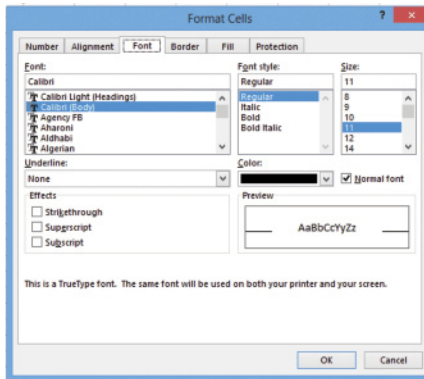 Format Cells
? ×
Number Alignment Font Border Fill Protection
Font: Font style: Size:
Calibri Regular 11
Calibri Light (Headings) Regular 8
Calibri (Body) Italic 9
Agency FB Bold 10
Aharoni Bold Italic 11
Aldhabi 12
Algerian 14
Underline: Color:
None Normal font
Effects Preview
Strikethrough
Superscript AaBbCcYyZz
Subscript
This is a TrueType font. The same font will be used on both your printer and your screen.
OK Cancel